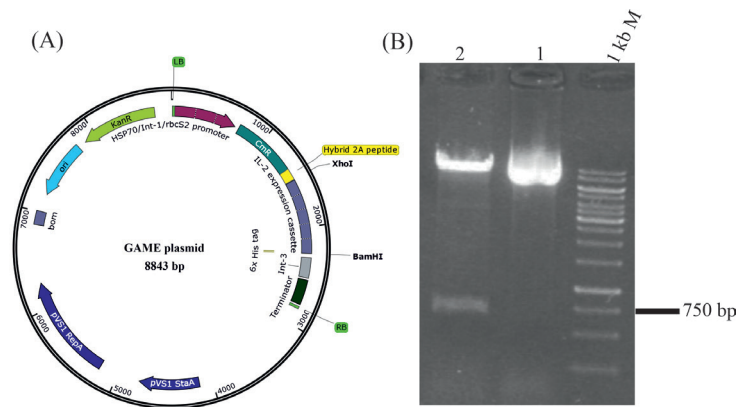 (A)
LB
KanR
HSP70/Int-1/rbcS2 promoter
CmR
Hybrid 2A peptide
XhoI
IL-2 expression cassette
BamHI
6x His tag
Int-3
Terminator
RB
ori
bom
pVS1 RepA
pVS1 StaA
GAME plasmid
8843 bp
1000
2000
3000
4000
5000
6000
7000
8000
(B)
2
1
1 kb M
750 bp